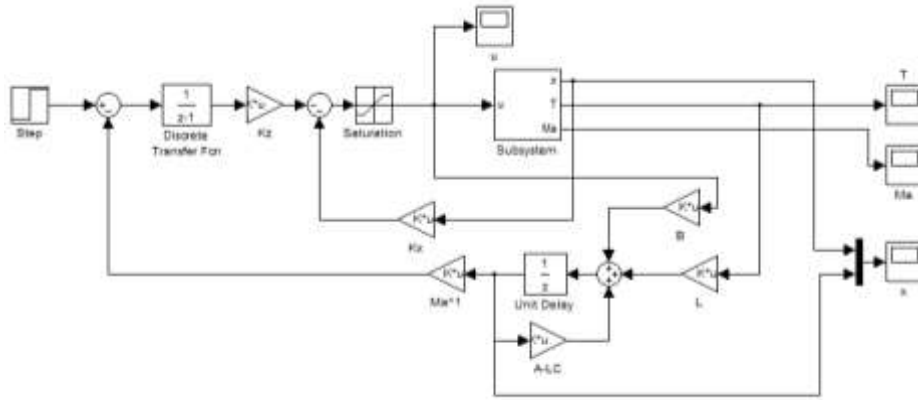 u
Step
1
z-1
Discrete
Transfer Fcn
K*u
Kz
Saturation
u
x
T
Ma
Subsystem
T
Ma
K*u
Kx
K*u
B
K*u
Ma^1
1
z
Unit Delay
K*u
L
x
K*u
A-LC